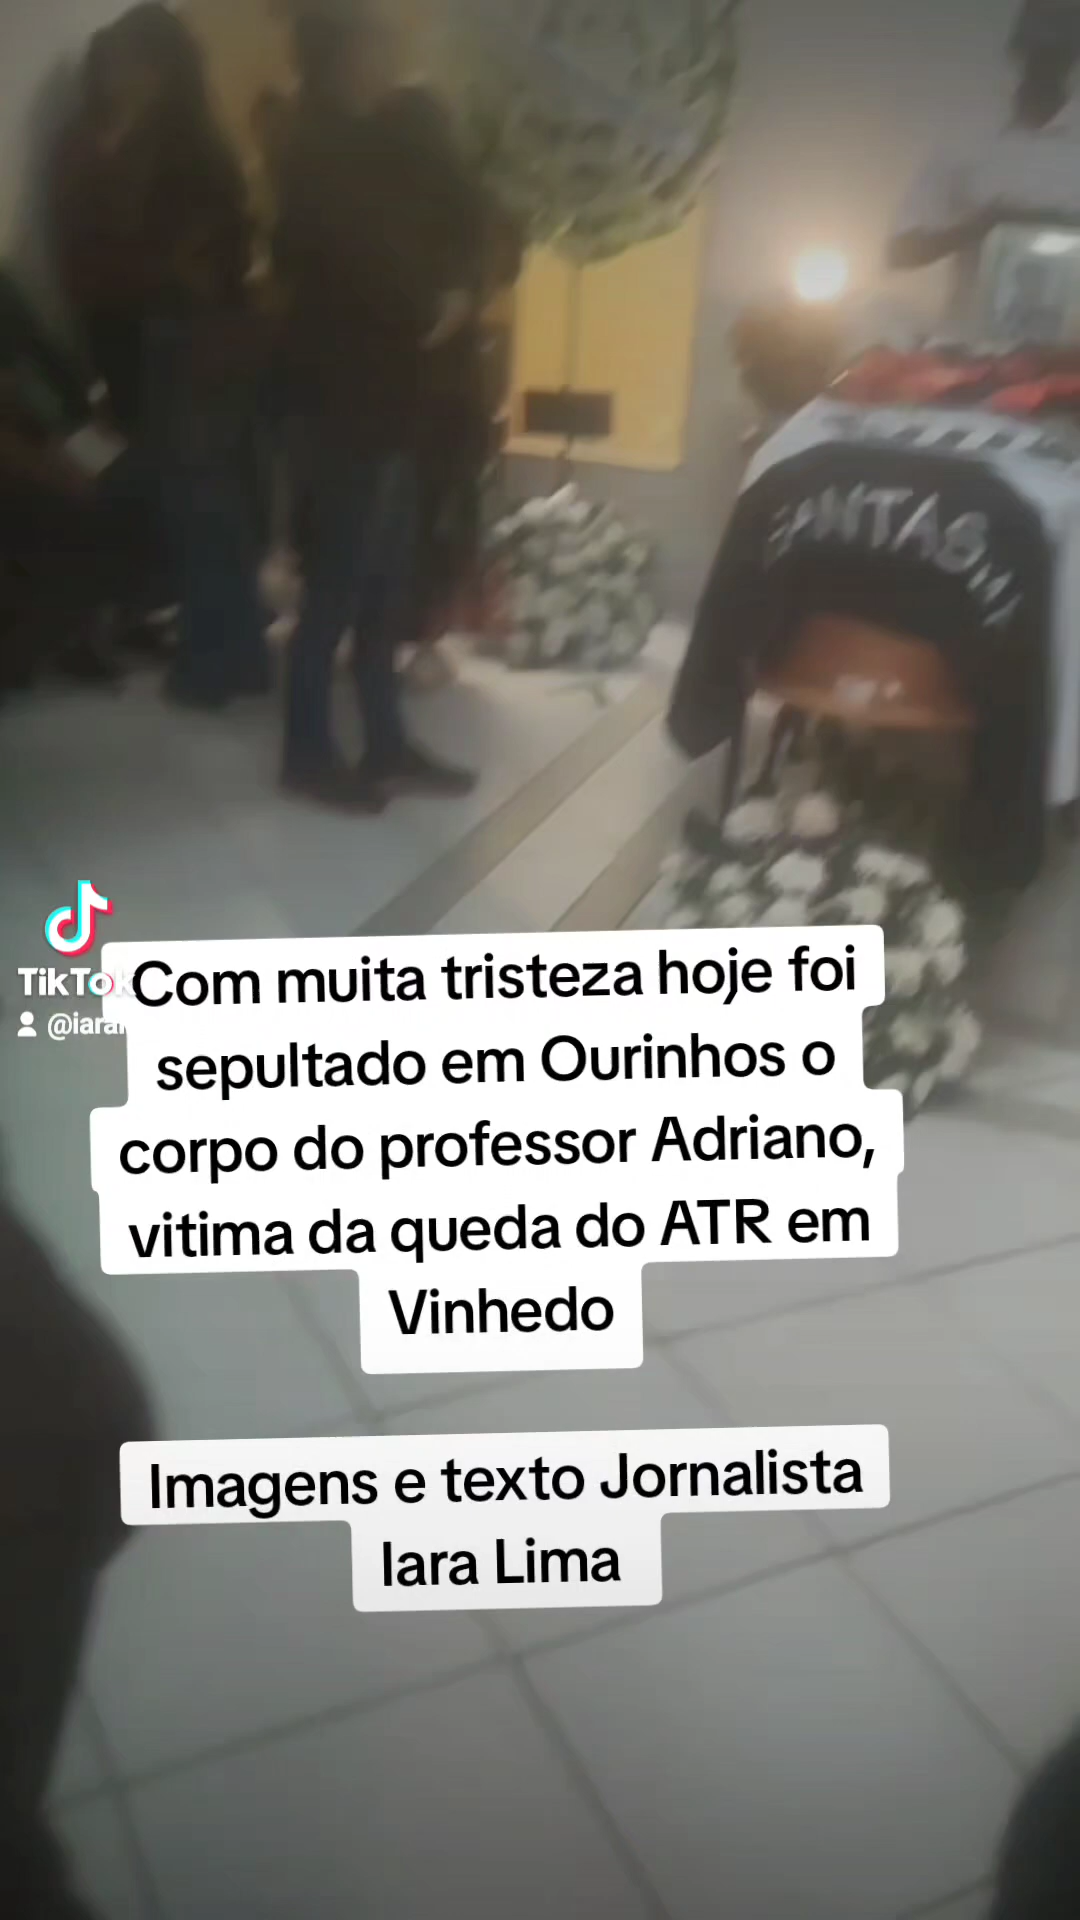 TikTok
Com muita tristeza hoje foi
sepultado em Ourinhos o
corpo do professor Adriano,
vitima da queda do ATR em
Vinhedo
Imagens e texto Jornalista
Iara Lima